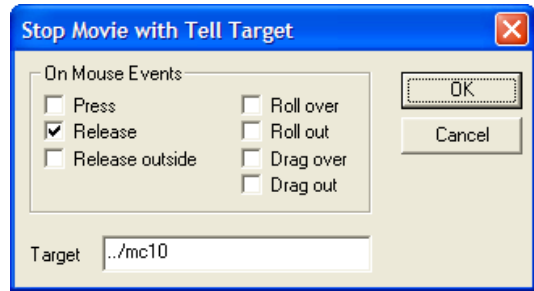 Stop Movie with Tell Target
On Mouse Events
Press
Release
Release outside
Roll over
Roll out
Drag over
Drag out
OK
Cancel
Target ../mc10